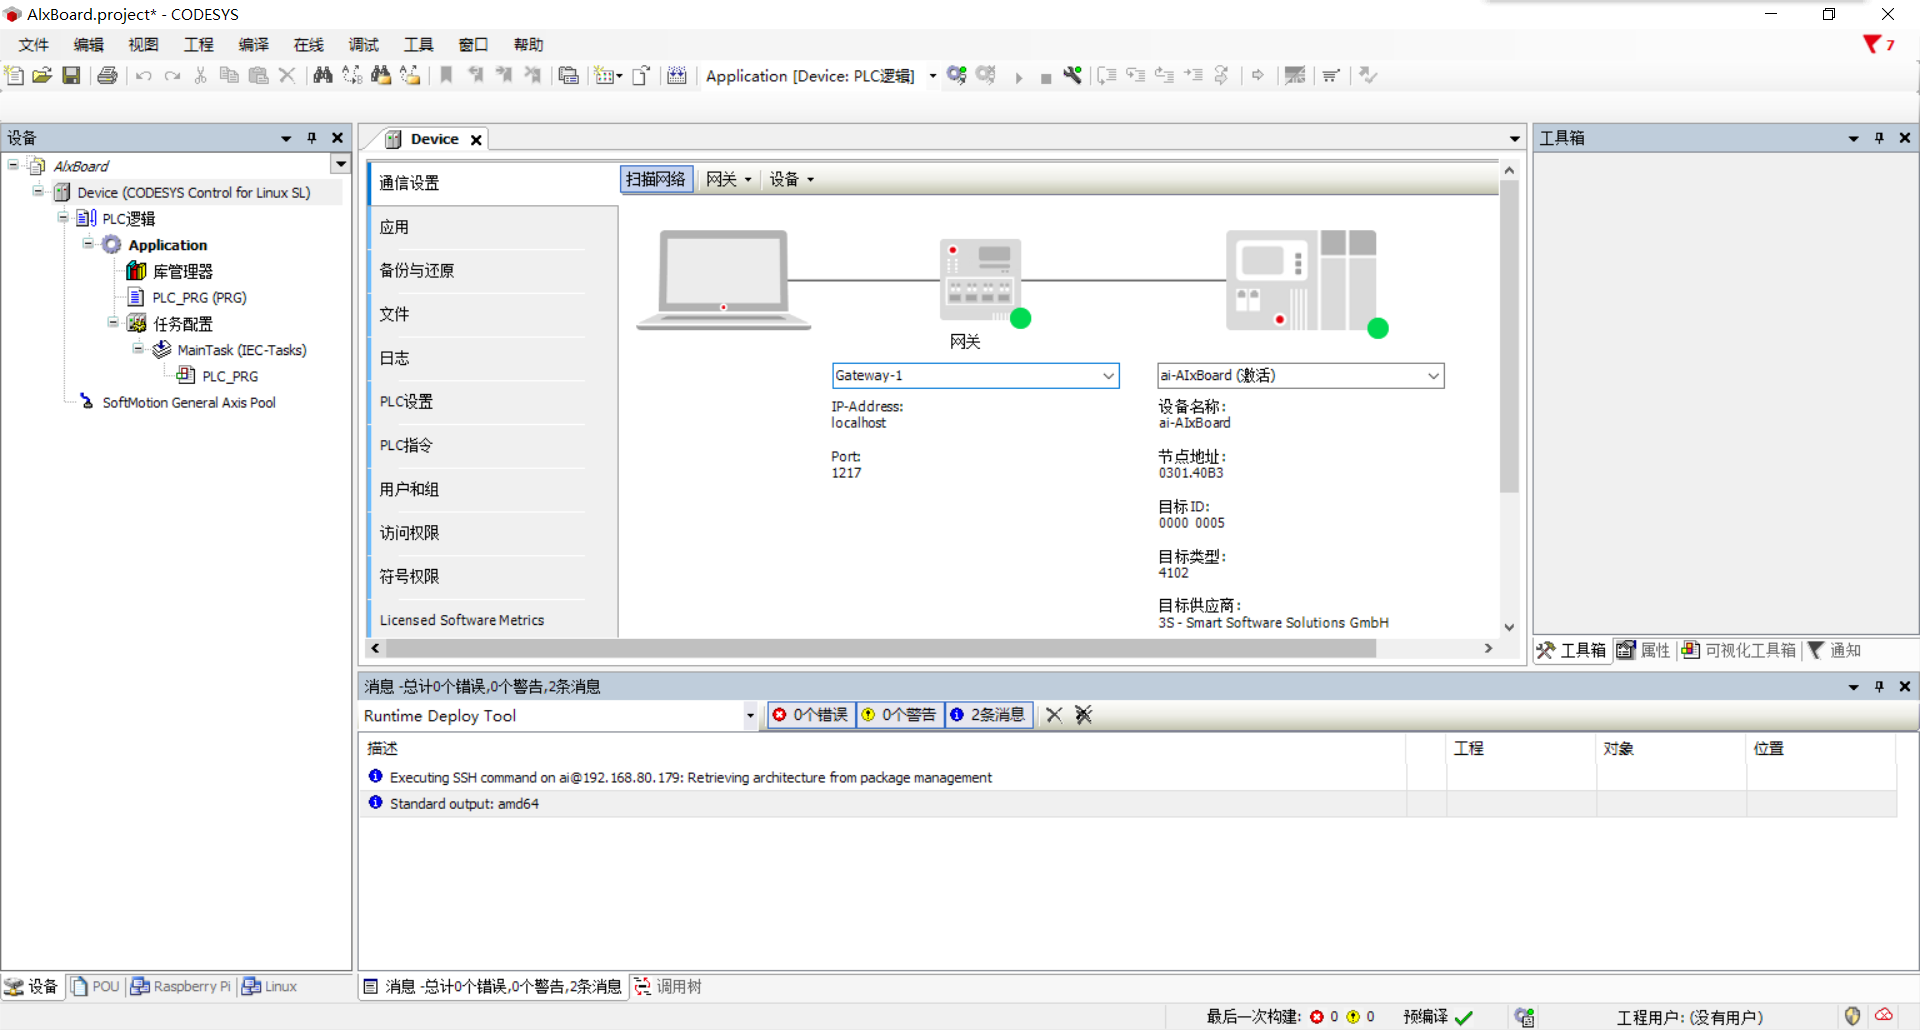 AlxBoard.project* - CODESYS
文件 编辑 视图 工程 编译 在线 调试 工具 窗口 帮助
7
Application [Device: PLC逻辑]
设备
AlxBoard
Device (CODESYS Control for Linux SL)
PLC逻辑
Application
库管理器
PLC_PRG (PRG)
任务配置
MainTask (IEC-Tasks)
PLC_PRG
SoftMotion General Axis Pool
Device
通信设置
应用
备份与还原
文件
日志
PLC设置
PLC指令
用户和组
访问权限
符号权限
Licensed Software Metrics
扫描网络 网关 设备
网关
Gateway-1
IP-Address:
localhost
Port:
1217
ai-AIxBoard (激活)
设备名称:
ai-AIxBoard
节点地址:
0301.40B3
目标ID:
0000 0005
目标类型:
4102
目标供应商:
3S - Smart Software Solutions GmbH
工具箱
工具箱 属性 可视化工具箱 通知
消息 -总计0个错误,0个警告,2条消息
Runtime Deploy Tool 0个错误 0个警告 2条消息
描述 工程 对象 位置
Executing SSH command on ai@192.168.80.179: Retrieving architecture from package management
Standard output: amd64
设备 POU Raspberry Pi Linux
消息 -总计0个错误,0个警告,2条消息 调用树
最后一次构建: 0 0 预编译 工程用户: (没有用户)